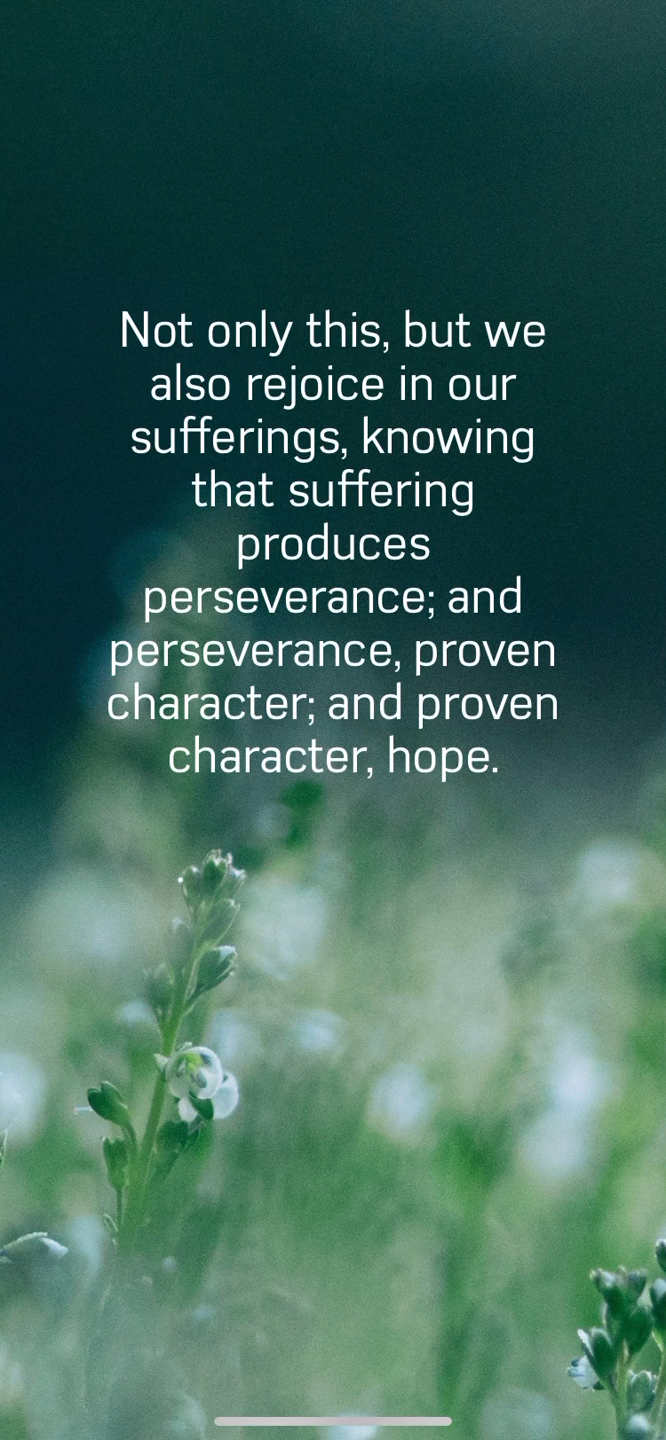 Not only this, but we
also rejoice in our
sufferings, knowing
that suffering
produces
perseverance; and
perseverance, proven
character; and proven
character, hope.